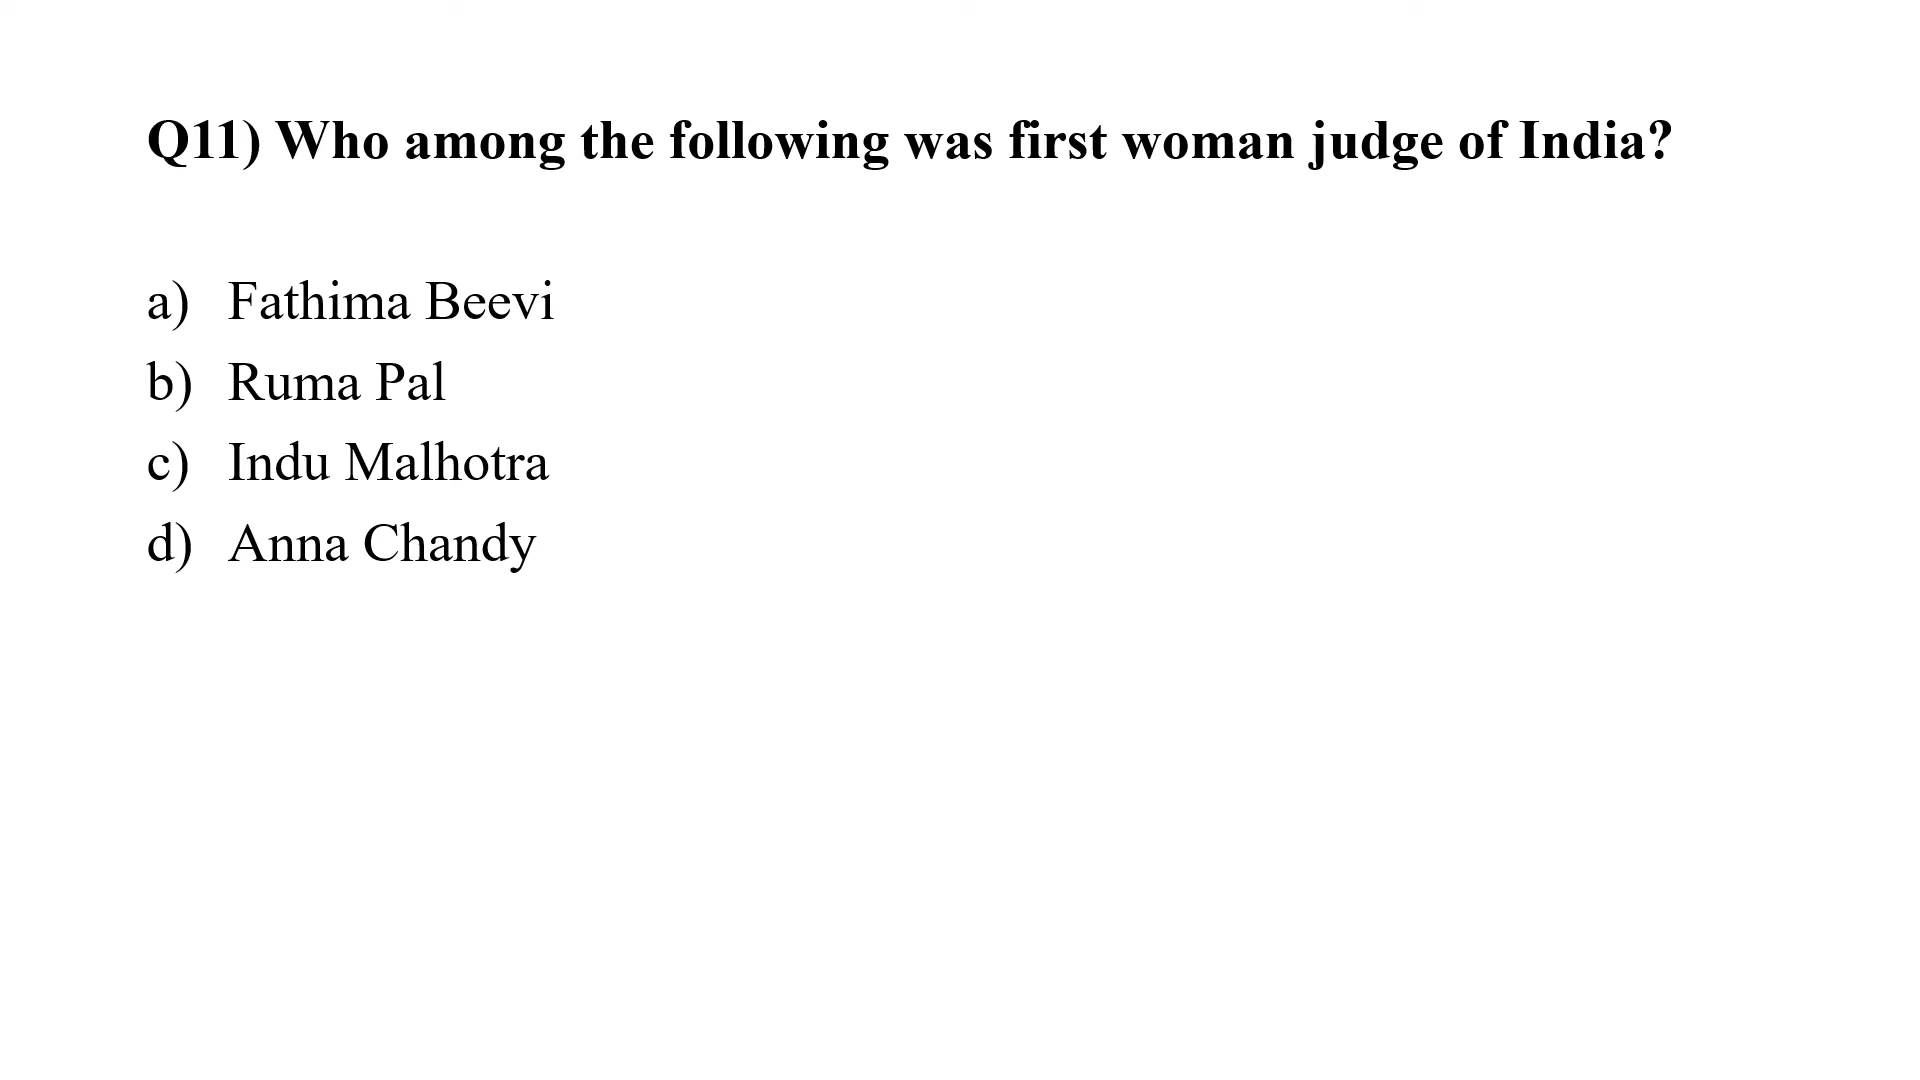 Q11) Who among the following was first woman judge of India?
a) Fathima Beevi
b) Ruma Pal
c) Indu Malhotra
d) Anna Chandy